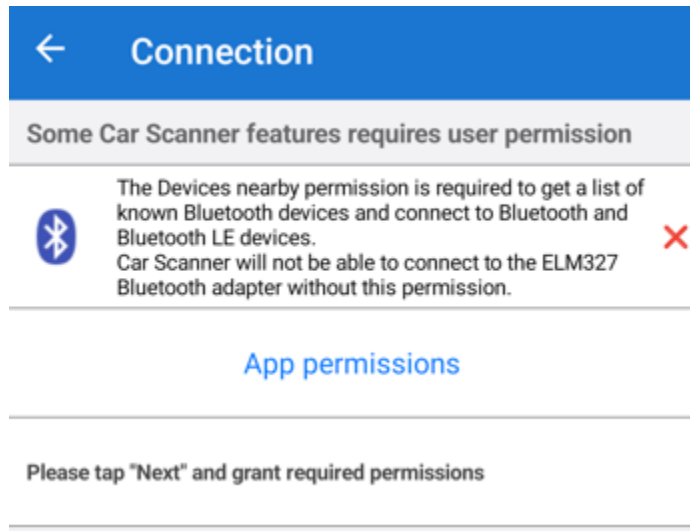 Connection
Some Car Scanner features requires user permission
The Devices nearby permission is required to get a list of
known Bluetooth devices and connect to Bluetooth and
Bluetooth LE devices.
Car Scanner will not be able to connect to the ELM327
Bluetooth adapter without this permission.
App permissions
Please tap "Next" and grant required permissions